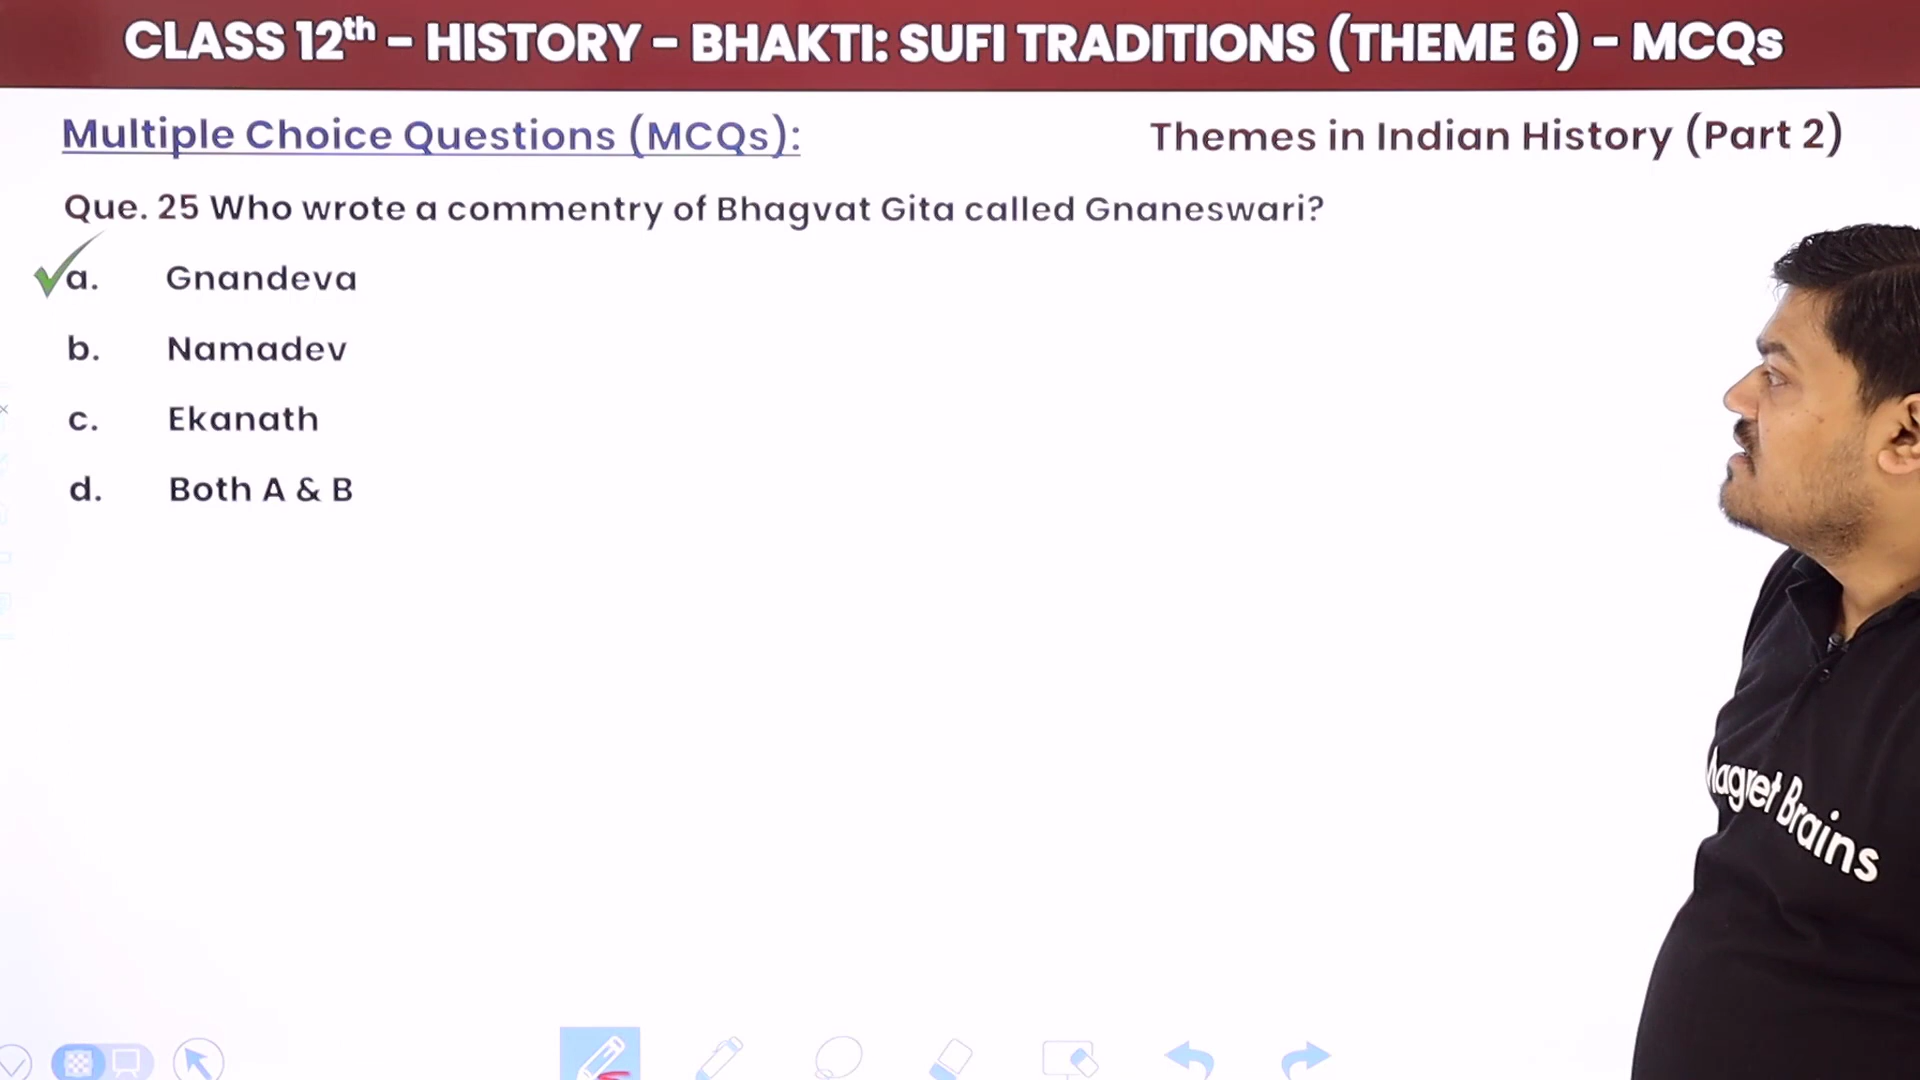 CLASS 12th – HISTORY – BHAKTI: SUFI TRADITIONS (THEME 6) – MCQs
Multiple Choice Questions (MCQs):
Themes in Indian History (Part 2)
Que. 25 Who wrote a commentry of Bhagvat Gita called Gnaneswari?
a. Gnandeva
b. Namadev
c. Ekanath
d. Both A & B
Magnet Brains